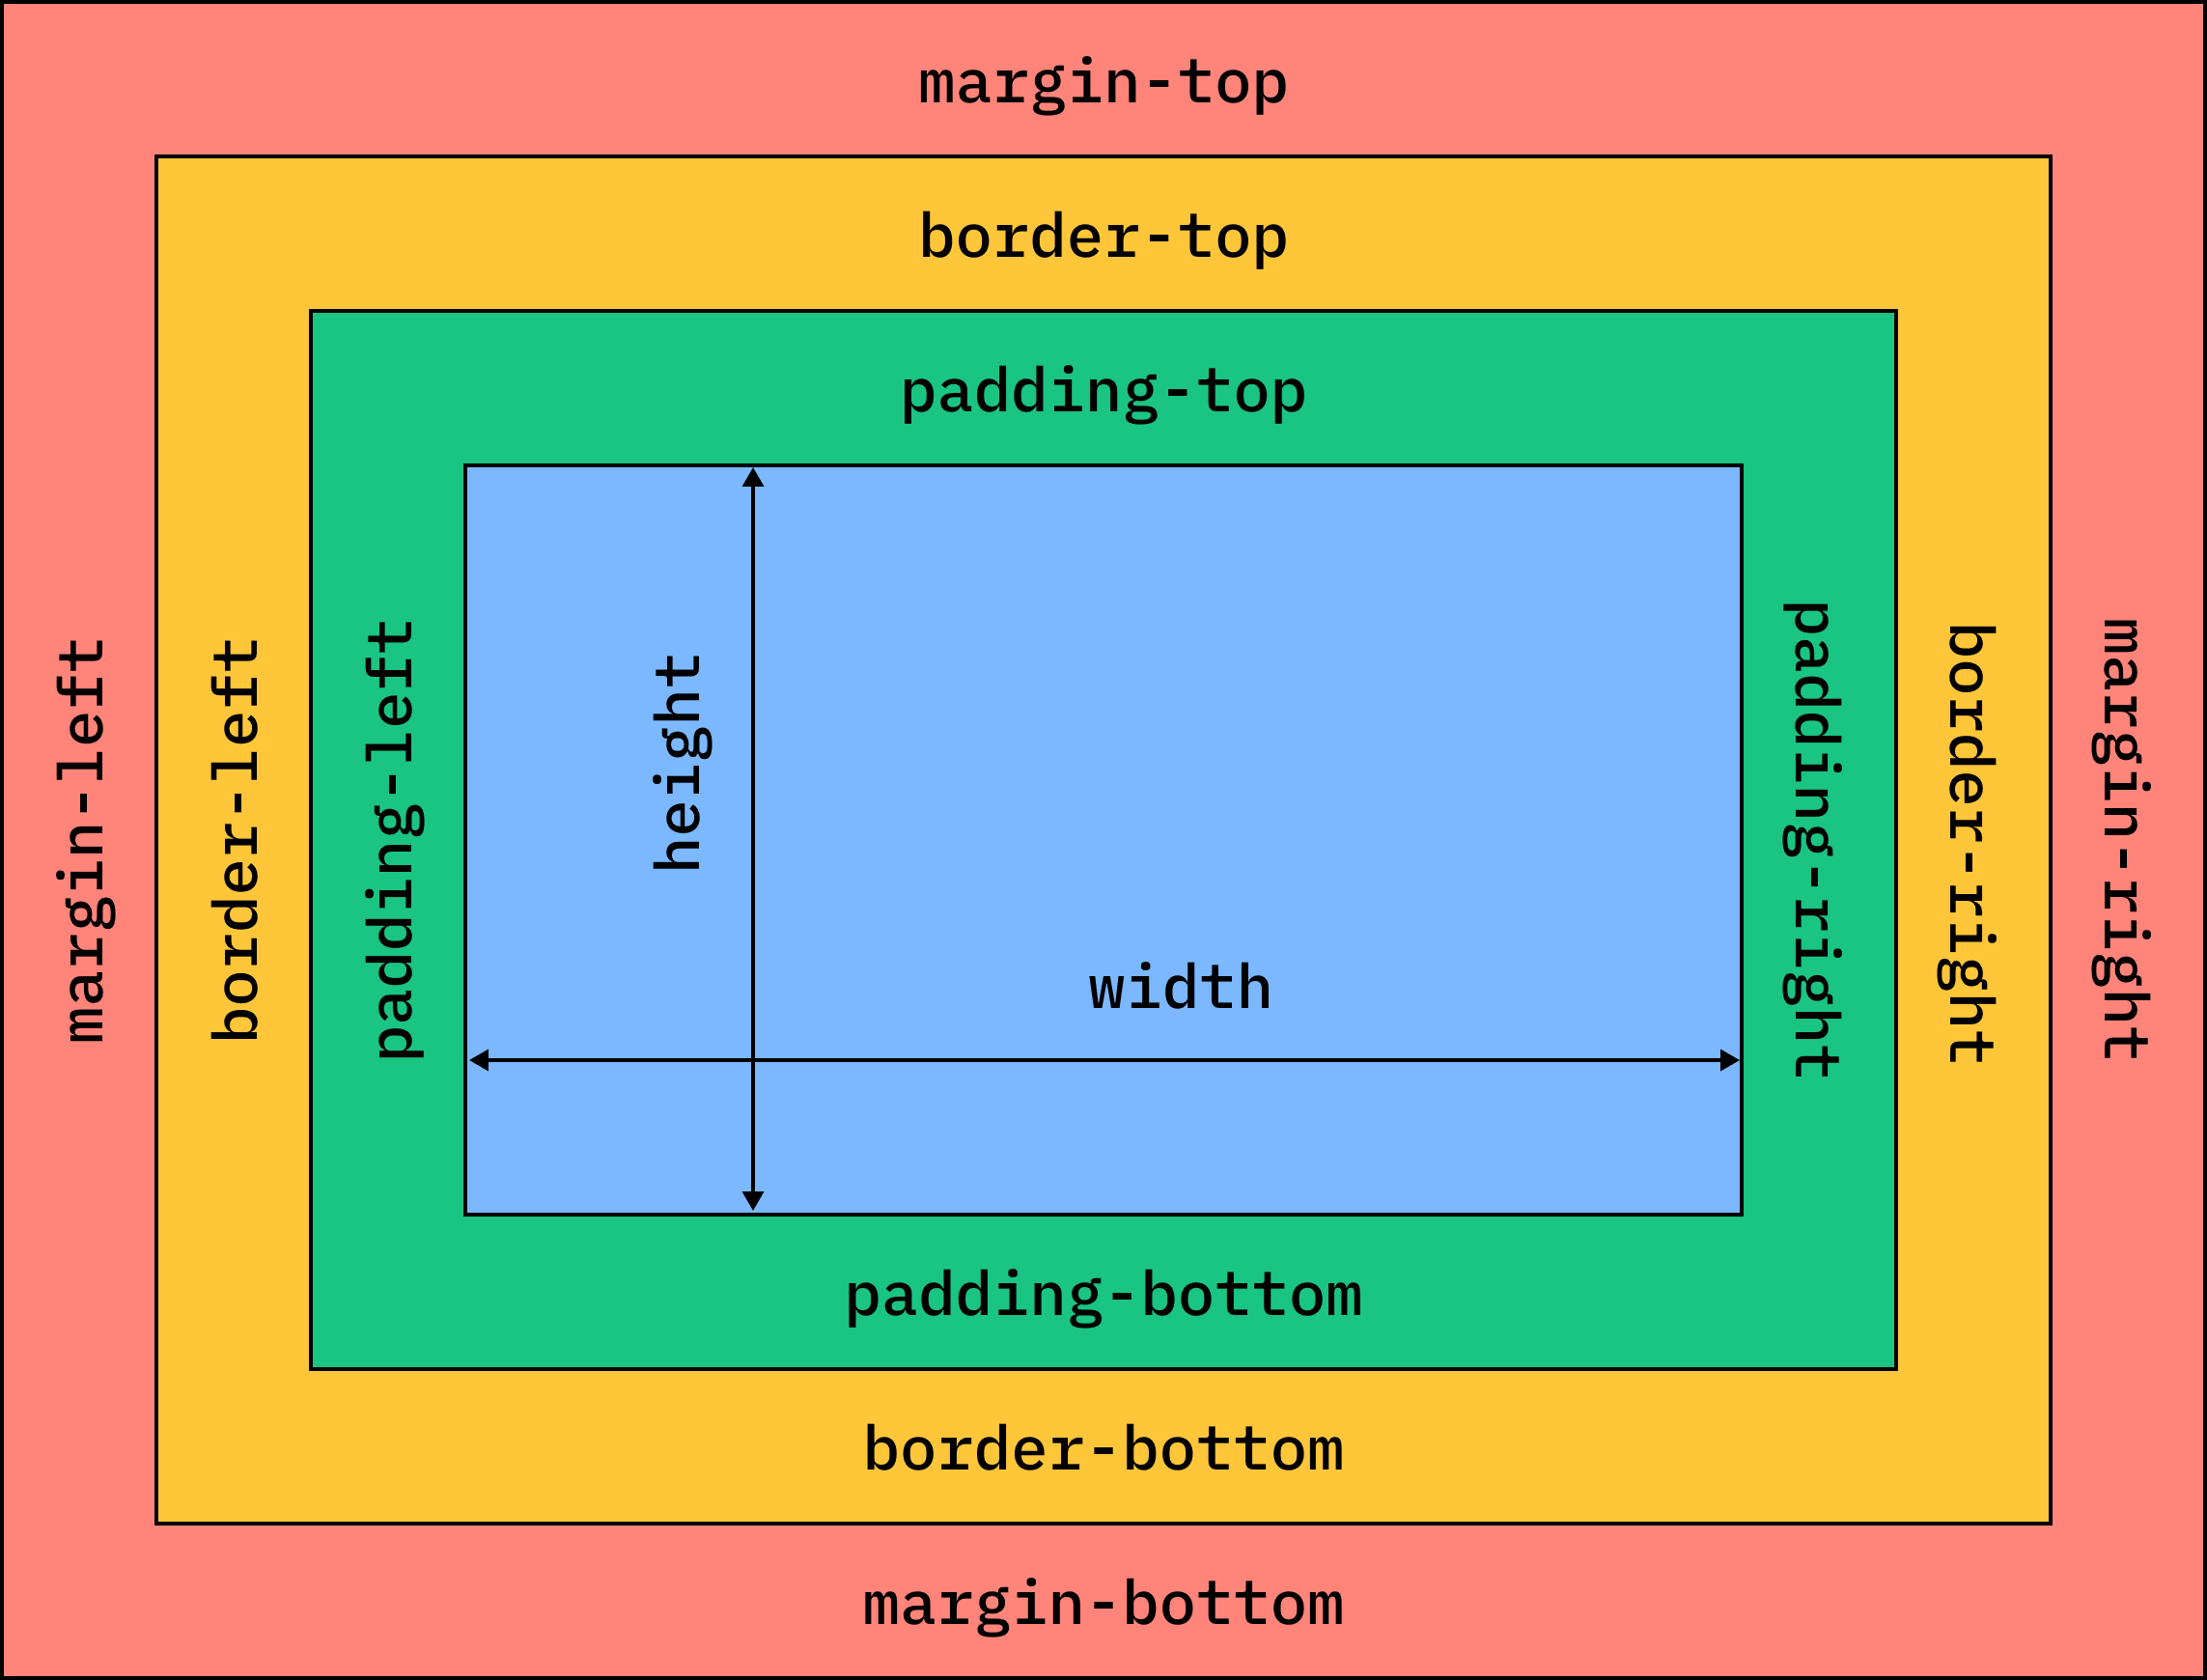 margin-top
border-top
padding-top
margin-left
border-left
padding-left
height
width
padding-right
border-right
margin-right
padding-bottom
border-bottom
margin-bottom